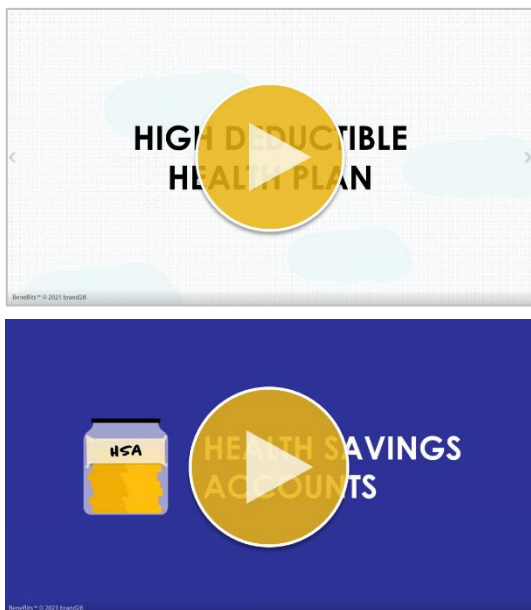 HIGH DEDUCTIBLE
HEALTH PLAN
BeneBits™ © 2021 brand28
HSA
HEALTH SAVINGS
ACCOUNTS
BeneBits™ © 2021 brand28